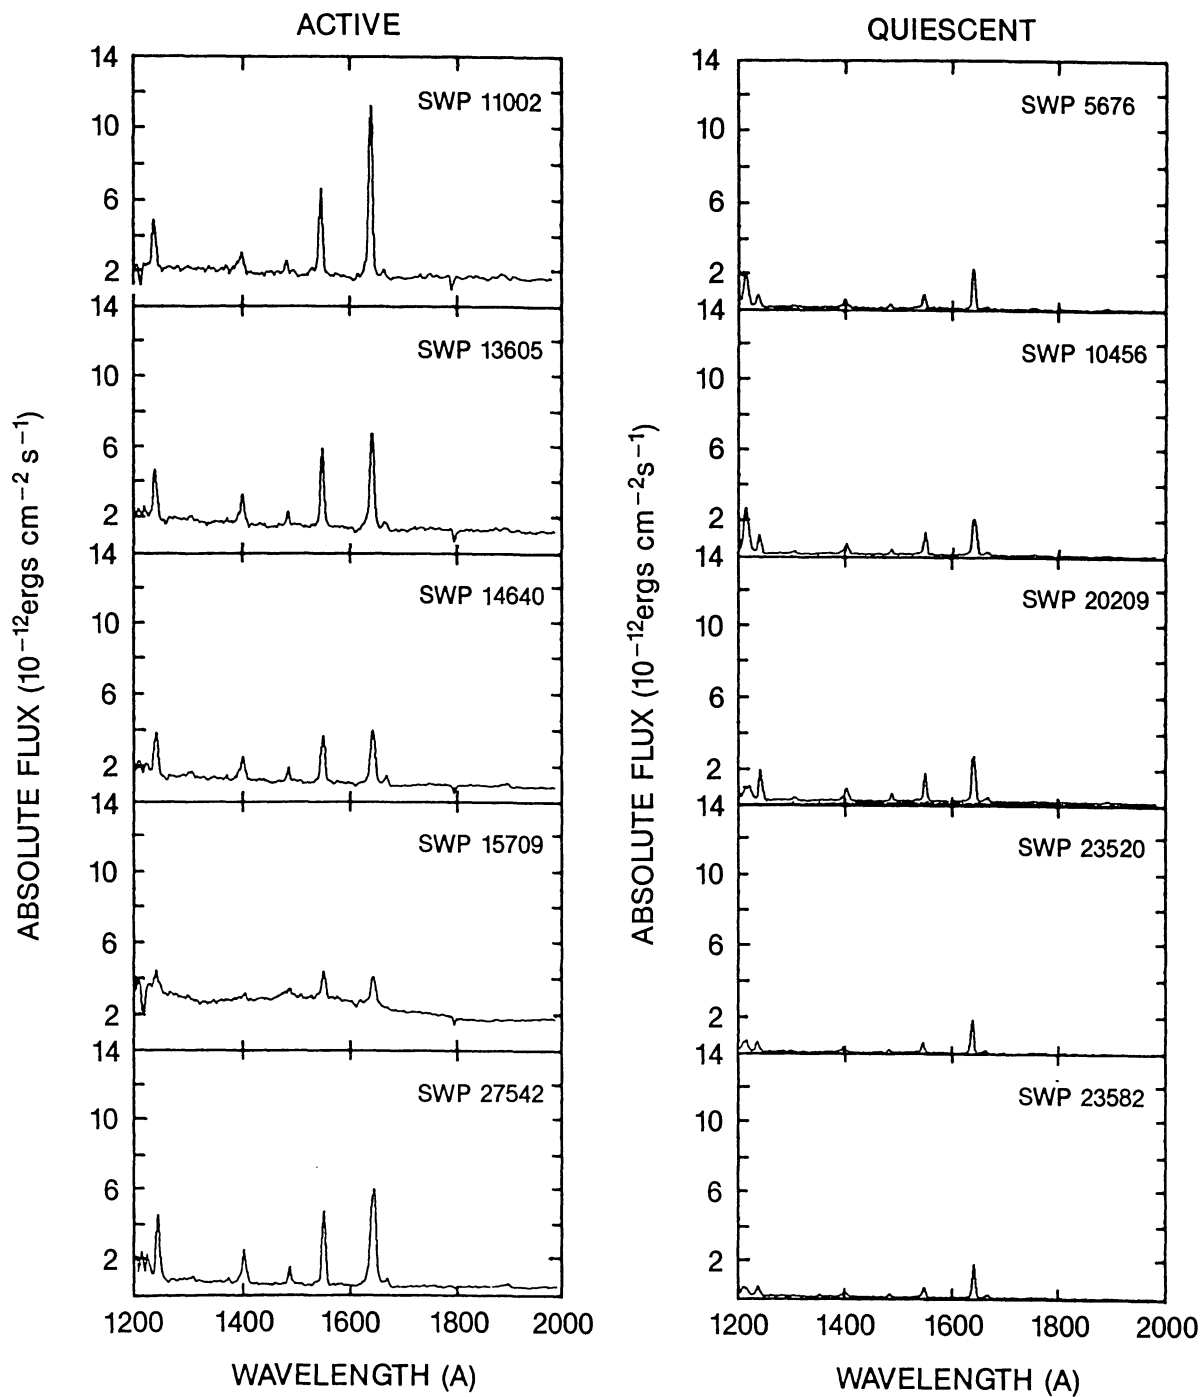 ACTIVE
14
SWP 11002
10
6
2
14
SWP 13605
10
6
2
14
SWP 14640
10
6
2
14
SWP 15709
10
6
2
14
SWP 27542
10
6
2
1200 1400 1600 1800 2000
WAVELENGTH (A)
ABSOLUTE FLUX (10−12ergs cm−2 s−1)
QUIESCENT
14
SWP 5676
10
6
2
14
SWP 10456
10
6
2
14
SWP 20209
10
6
2
14
SWP 23520
10
6
2
14
SWP 23582
10
6
2
1200 1400 1600 1800 2000
WAVELENGTH (A)
ABSOLUTE FLUX (10−12ergs cm−2s−1)